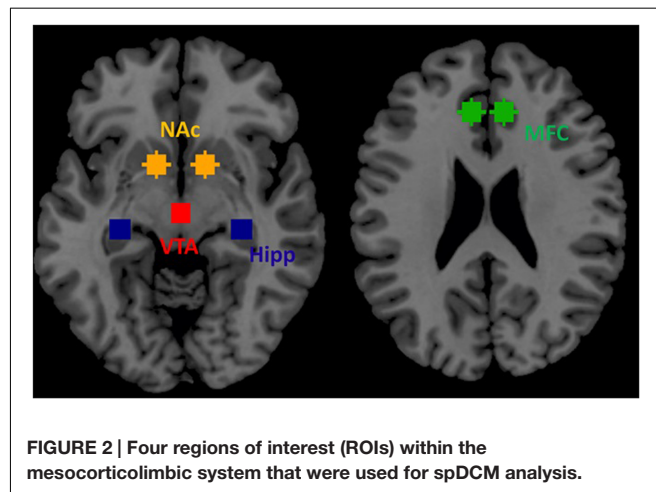 NAc
MFC
VTA
Hipp
FIGURE 2 | Four regions of interest (ROIs) within the
mesocorticolimbic system that were used for spDCM analysis.